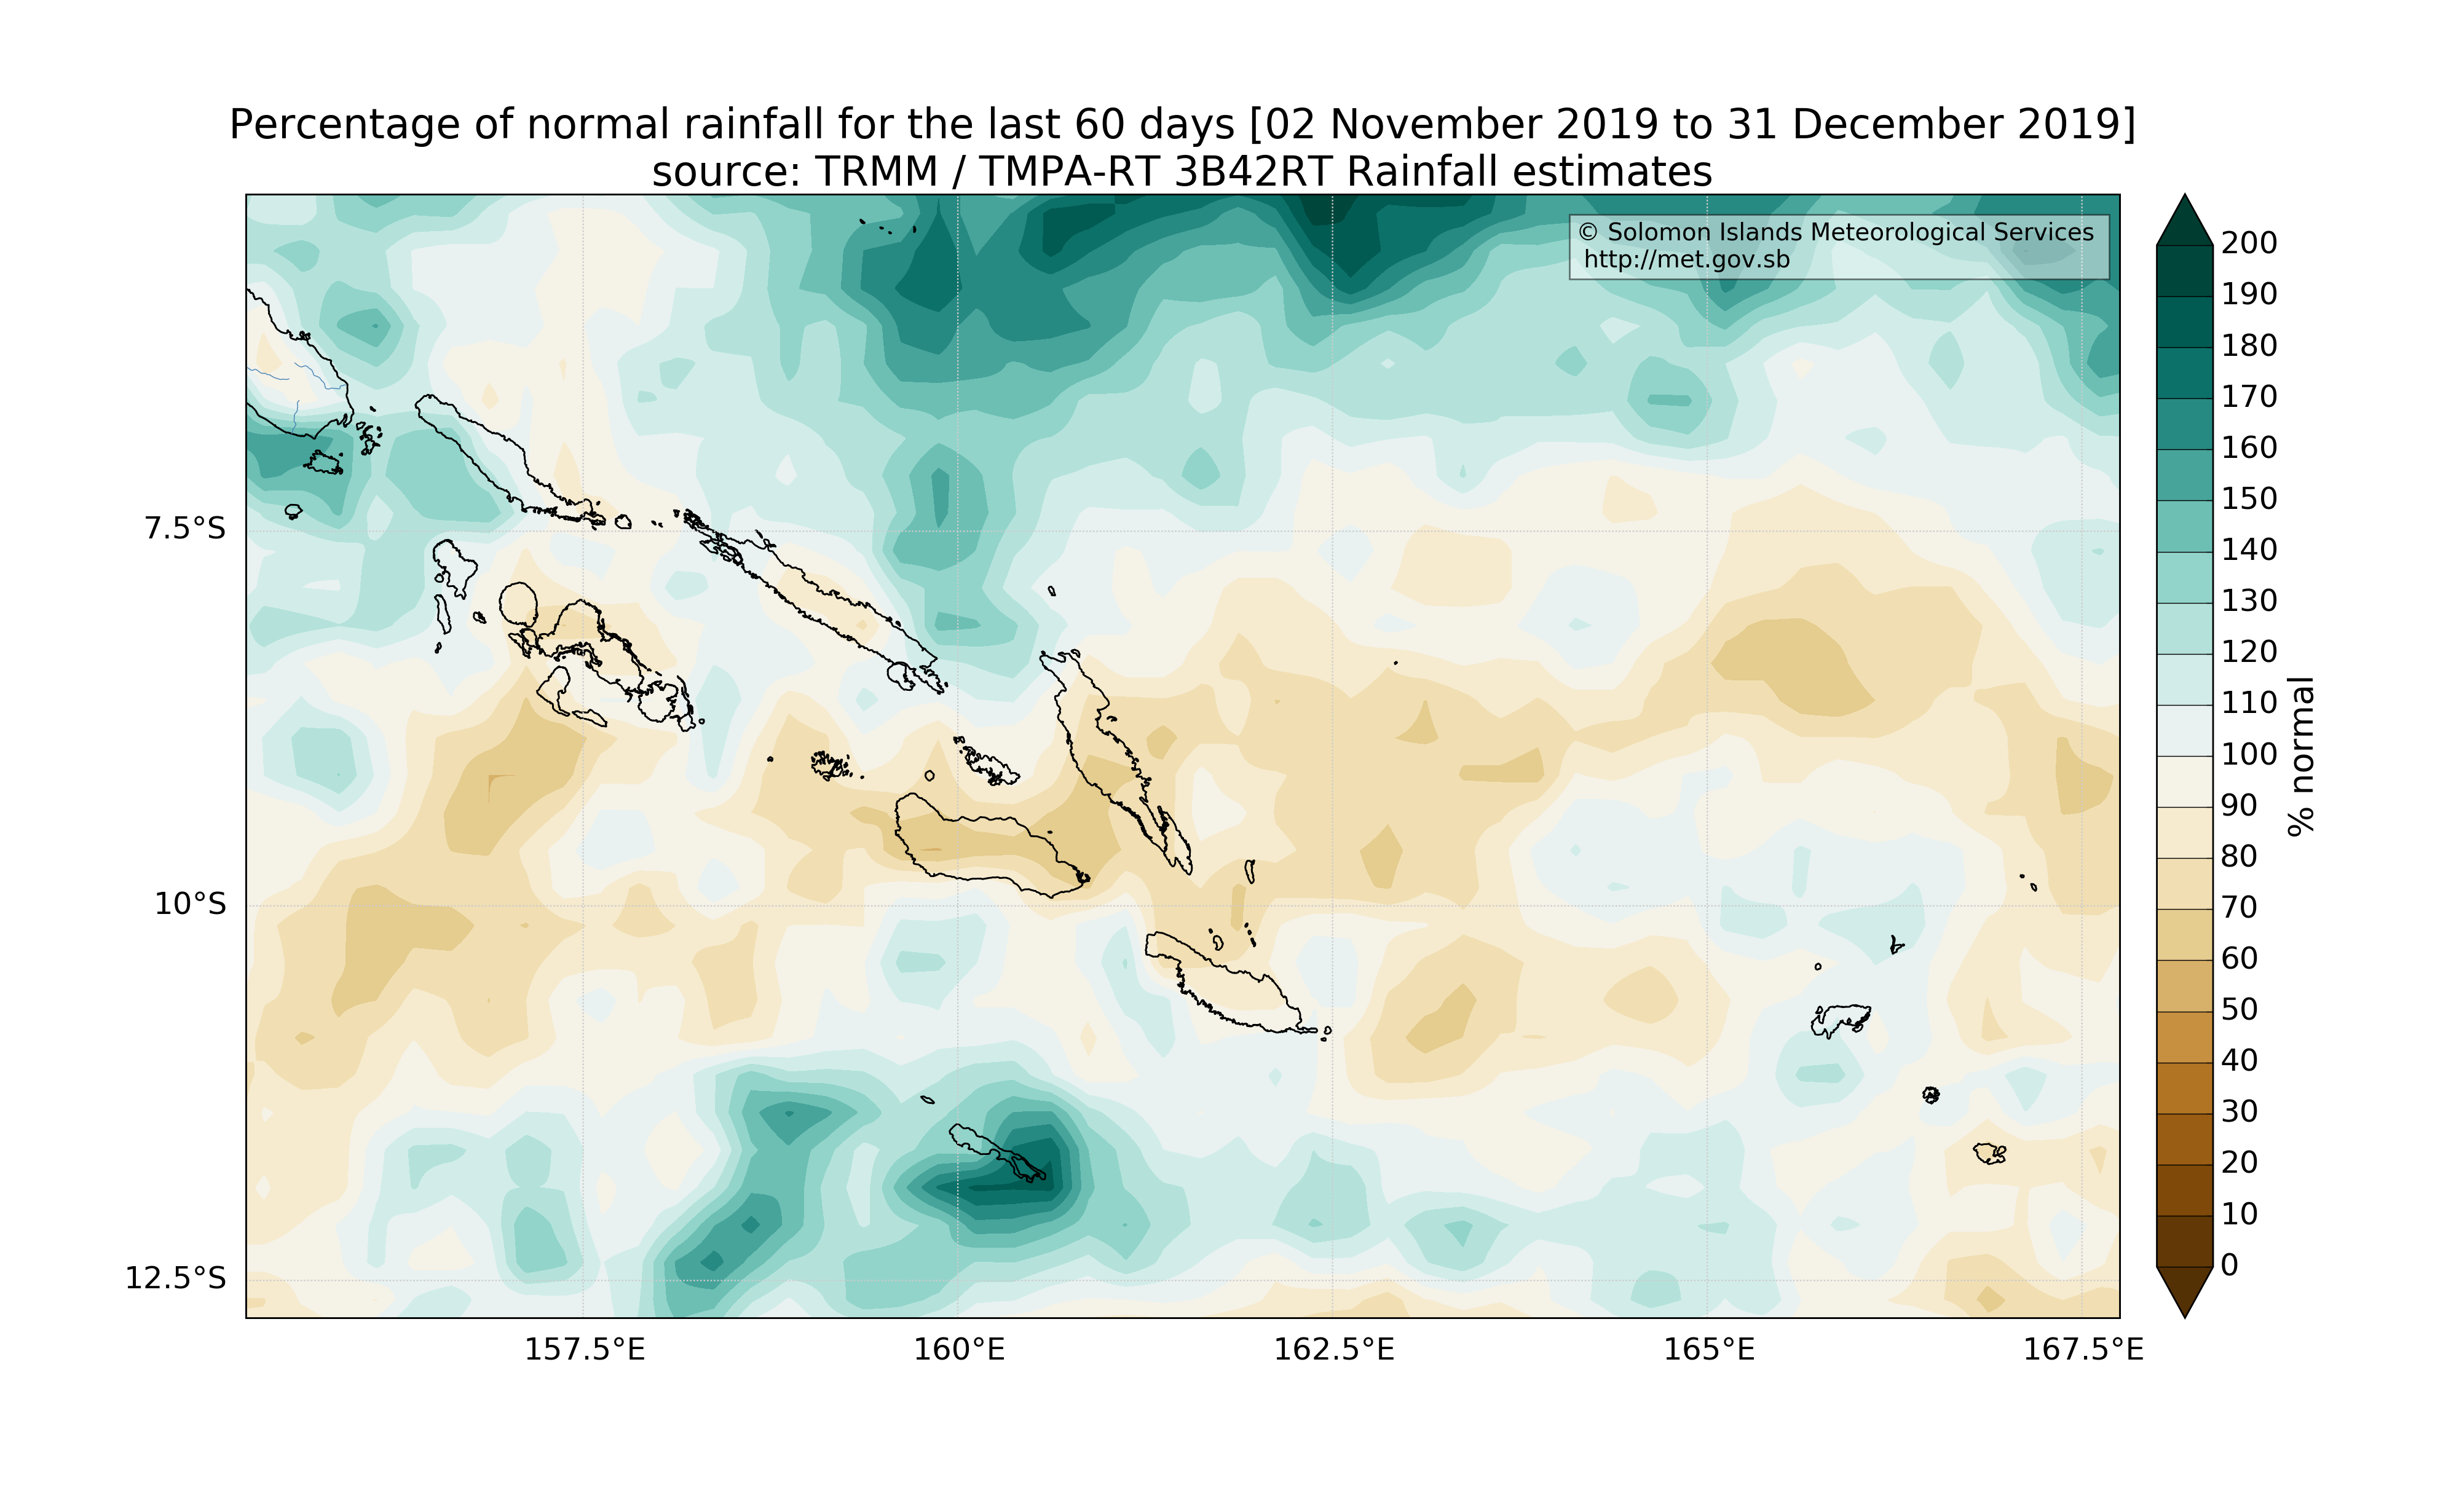 Percentage of normal rainfall for the last 60 days [02 November 2019 to 31 December 2019]
source: TRMM / TMPA-RT 3B42RT Rainfall estimates
© Solomon Islands Meteorological Services
http://met.gov.sb
7.5°S
10°S
12.5°S
157.5°E
160°E
162.5°E
165°E
167.5°E
200
190
180
170
160
150
140
130
120
110
100
90
80
70
60
50
40
30
20
10
0
% normal